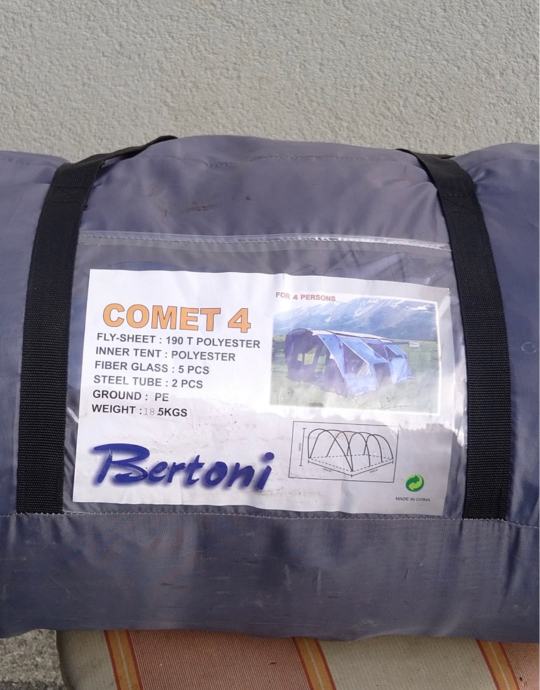 FOR 4 PERSONS
COMET 4
FLY-SHEET : 190 T POLYESTER
INNER TENT : POLYESTER
FIBER GLASS : 5 PCS
STEEL TUBE : 2 PCS
GROUND : PE
WEIGHT :18.5KGS
Bertoni
MADE IN CHINA